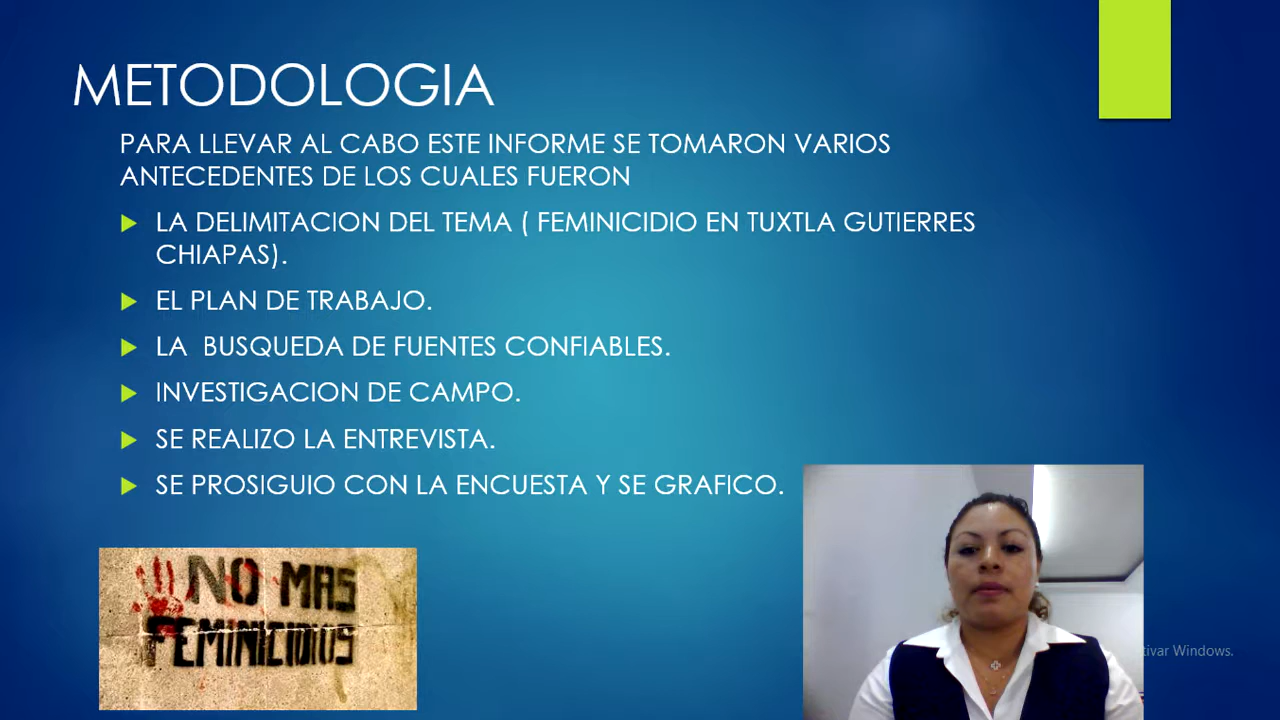 METODOLOGIA
PARA LLEVAR AL CABO ESTE INFORME SE TOMARON VARIOS
ANTECEDENTES DE LOS CUALES FUERON
LA DELIMITACION DEL TEMA ( FEMINICIDIO EN TUXTLA GUTIERRES
CHIAPAS).
EL PLAN DE TRABAJO.
LA BUSQUEDA DE FUENTES CONFIABLES.
INVESTIGACION DE CAMPO.
SE REALIZO LA ENTREVISTA.
SE PROSIGUIO CON LA ENCUESTA Y SE GRAFICO.
NO MAS
FEMINICIDIOS
Windows.